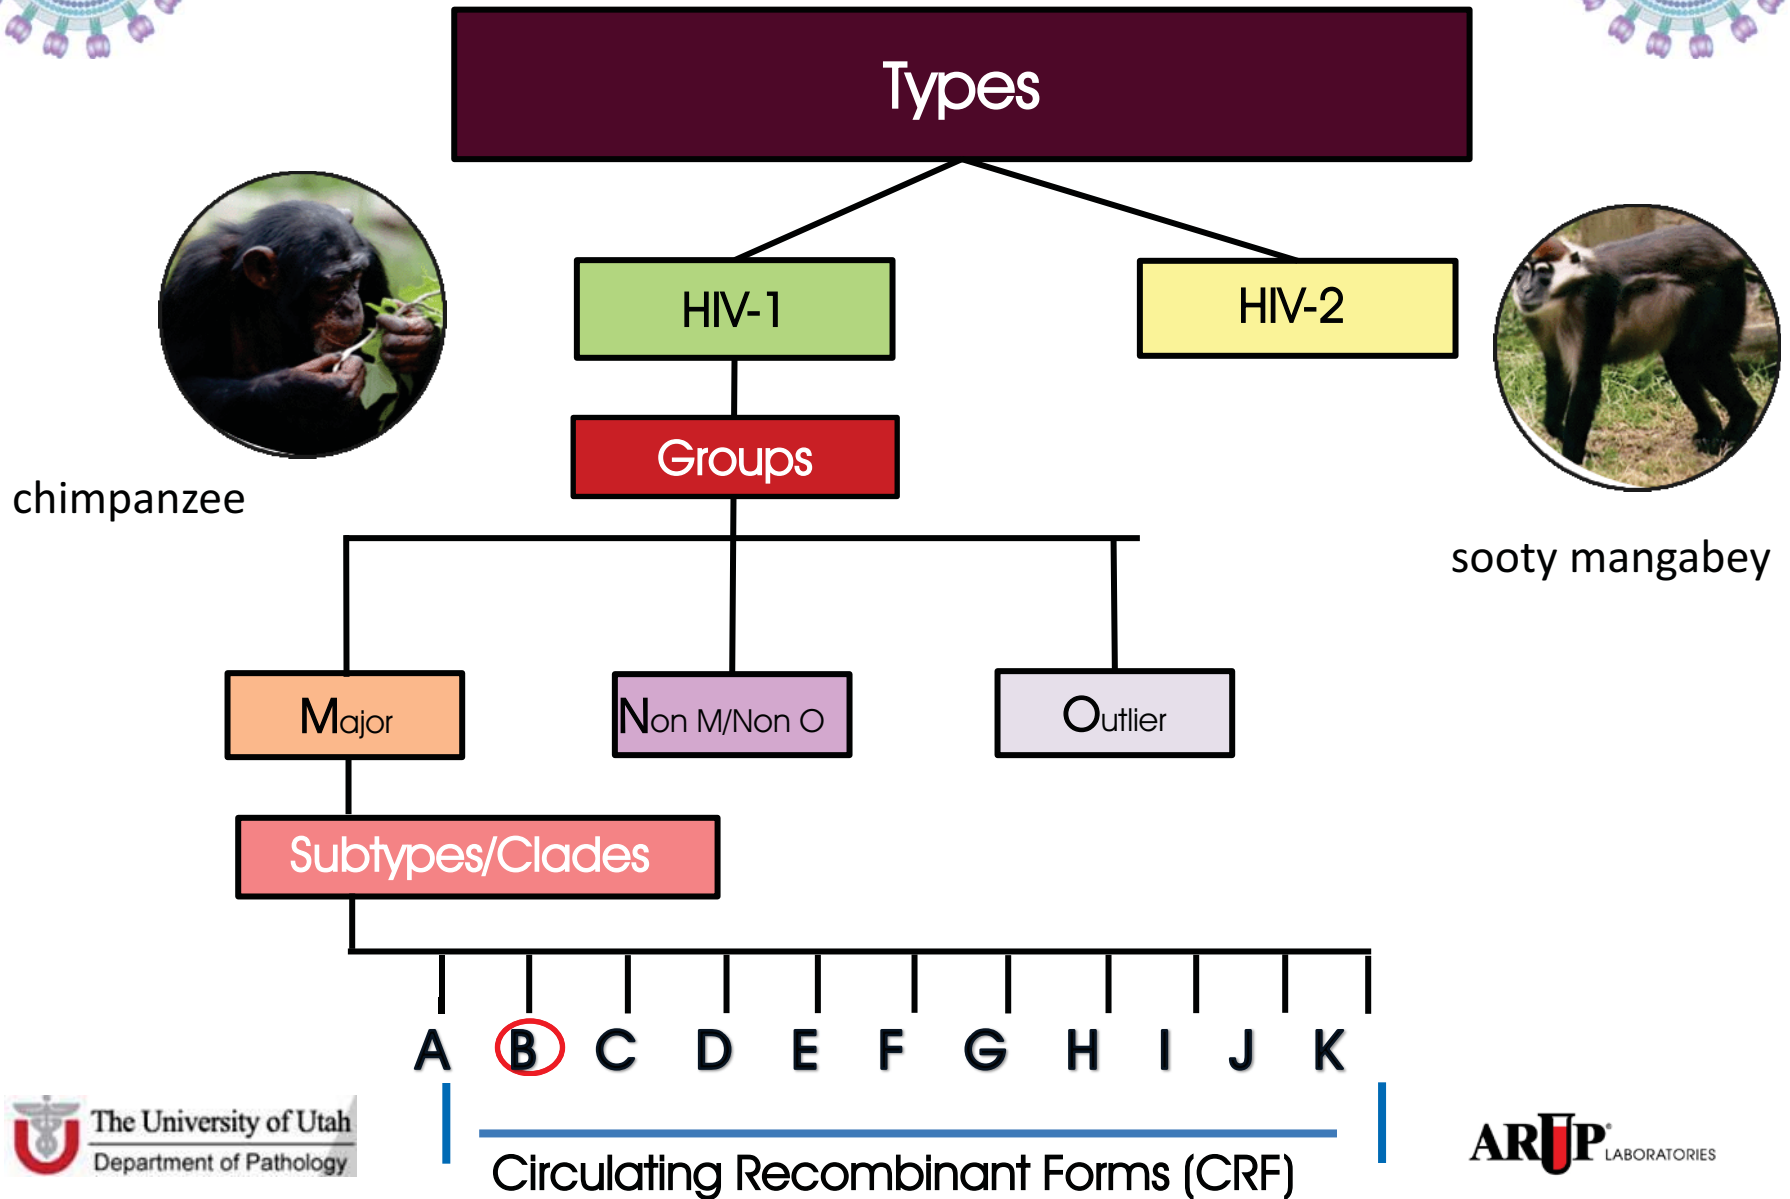 Types
HIV-1
HIV-2
Groups
chimpanzee
sooty mangabey
Major
Non M/Non O
Outlier
Subtypes/Clades
A B C D E F G H I J K
The University of Utah
Department of Pathology
Circulating Recombinant Forms (CRF)
ARUP® LABORATORIES